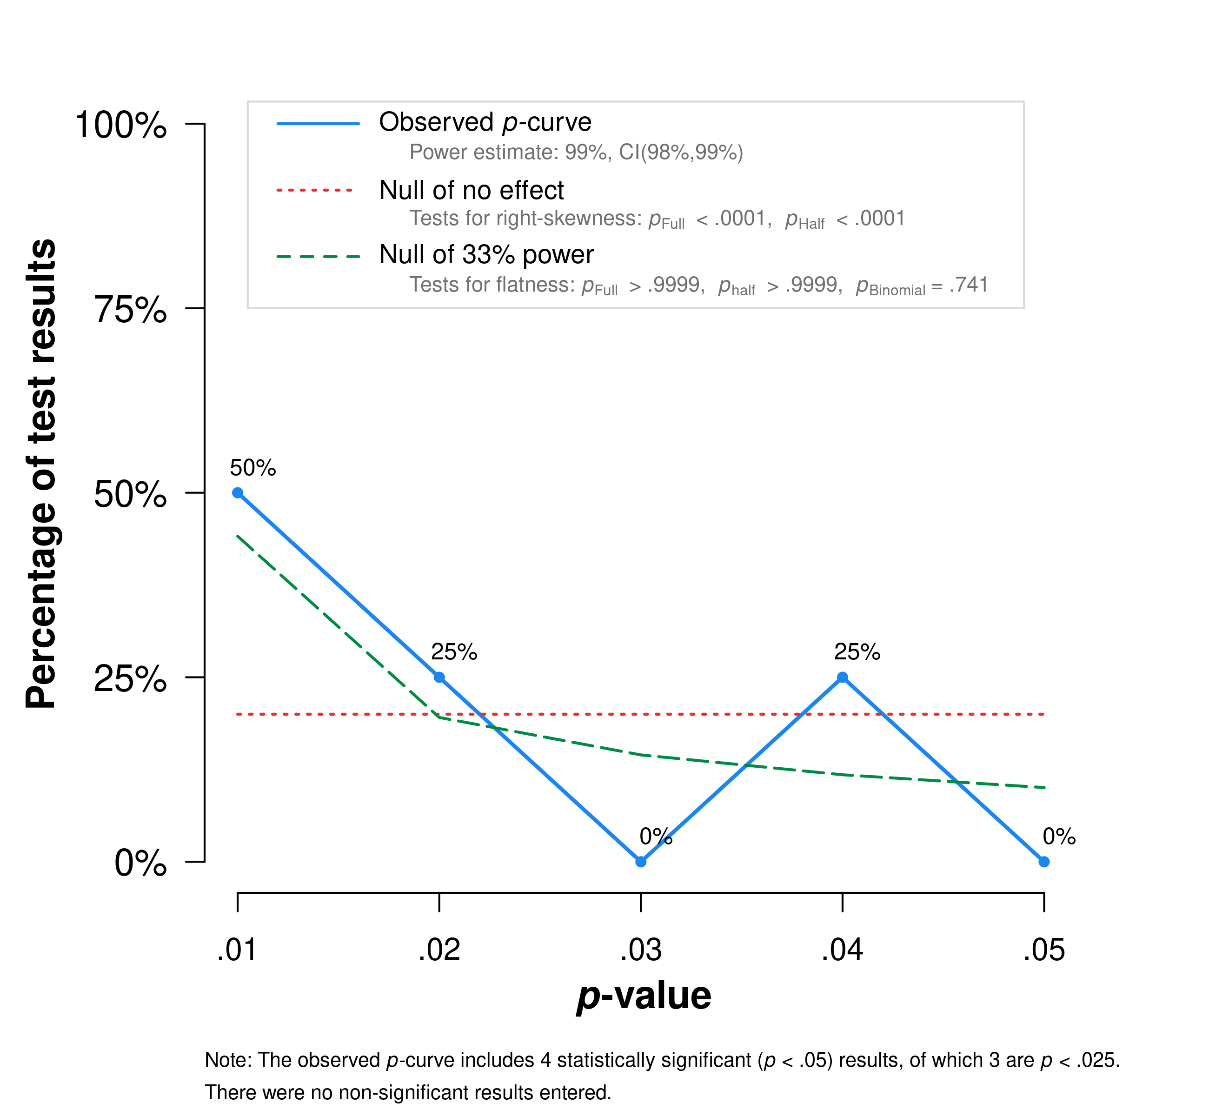 100%
75%
50%
25%
0%
Percentage of test results
Observed p-curve
Power estimate: 99%, CI(98%,99%)
Null of no effect
Tests for right-skewness: pFull < .0001, pHalf < .0001
Null of 33% power
Tests for flatness: pFull > .9999, phalf > .9999, pBinomial = .741
50%
25%
0%
25%
0%
.01 .02 .03 .04 .05
p-value
Note: The observed p-curve includes 4 statistically significant (p < .05) results, of which 3 are p < .025.
There were no non-significant results entered.